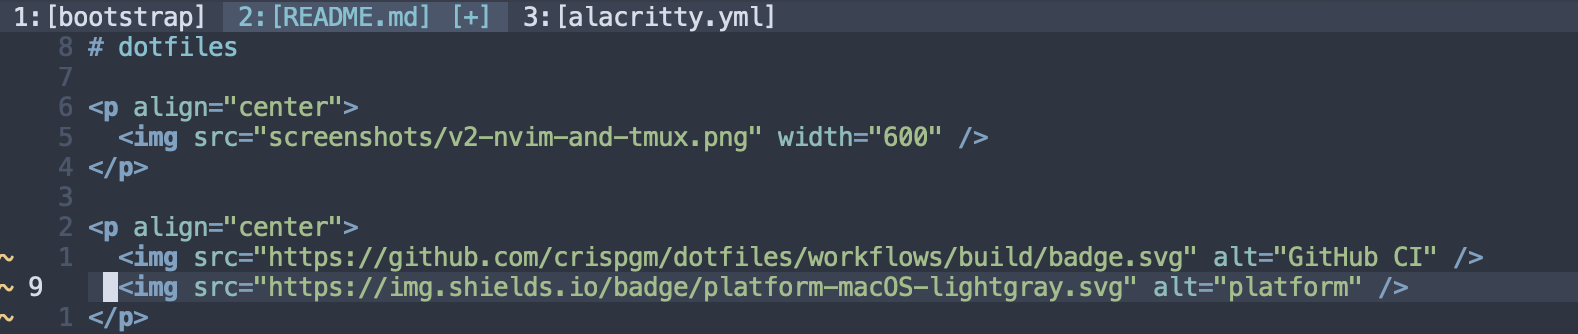 1:[bootstrap] 2:[README.md] [+] 3:[alacritty.yml]
8 # dotfiles
7
6 <p align="center">
5   <img src="screenshots/v2-nvim-and-tmux.png" width="600" />
4 </p>
3
2 <p align="center">
~ 1   <img src="https://github.com/crispgm/dotfiles/workflows/build/badge.svg" alt="GitHub CI" />
~ 9   <img src="https://img.shields.io/badge/platform-macOS-lightgray.svg" alt="platform" />
~ 1 </p>